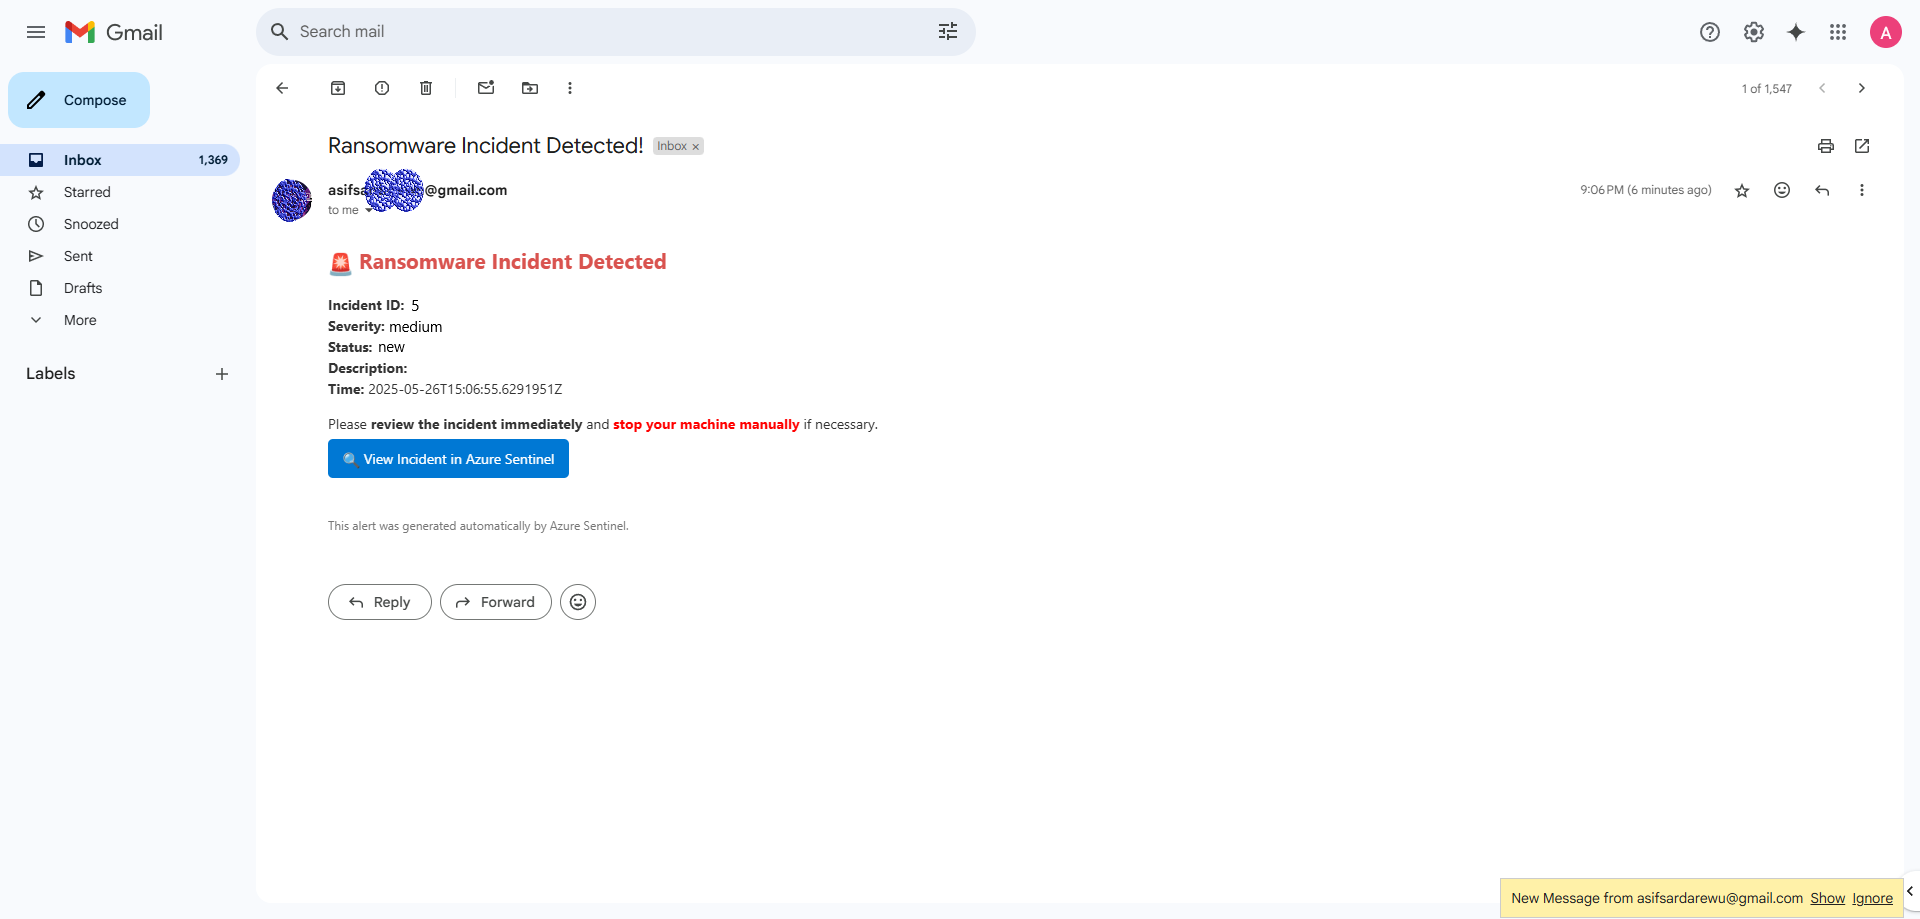 Gmail
Search mail
A
Compose
1 of 1,547
Ransomware Incident Detected!
Inbox ×
Inbox 1,369
Starred
asifsa @gmail.com
9:06 PM (6 minutes ago)
to me
Snoozed
Sent
Drafts
More
Labels
Ransomware Incident Detected
Incident ID: 5
Severity: medium
Status: new
Description:
Time: 2025-05-26T15:06:55.6291951Z
Please review the incident immediately and stop your machine manually if necessary.
View Incident in Azure Sentinel
This alert was generated automatically by Azure Sentinel.
Reply
Forward
New Message from asifsardarewu@gmail.com Show Ignore